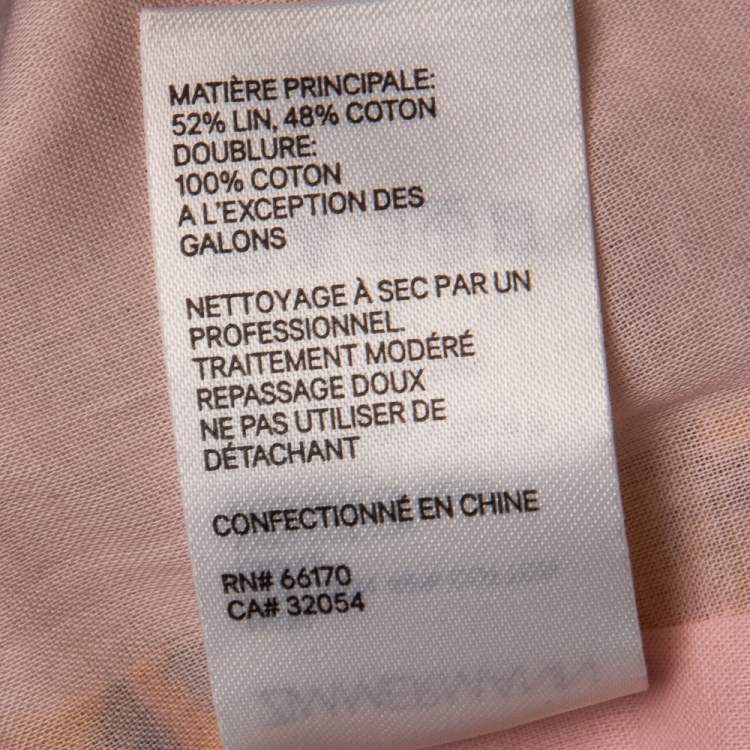 MATIÈRE PRINCIPALE:
52% LIN, 48% COTON
DOUBLURE:
100% COTON
A L'EXCEPTION DES
GALONS
NETTOYAGE À SEC PAR UN
PROFESSIONNEL.
TRAITEMENT MODÉRÉ
REPASSAGE DOUX
NE PAS UTILISER DE
DÉTACHANT
CONFECTIONNÉ EN CHINE
RN# 66170
CA# 32054